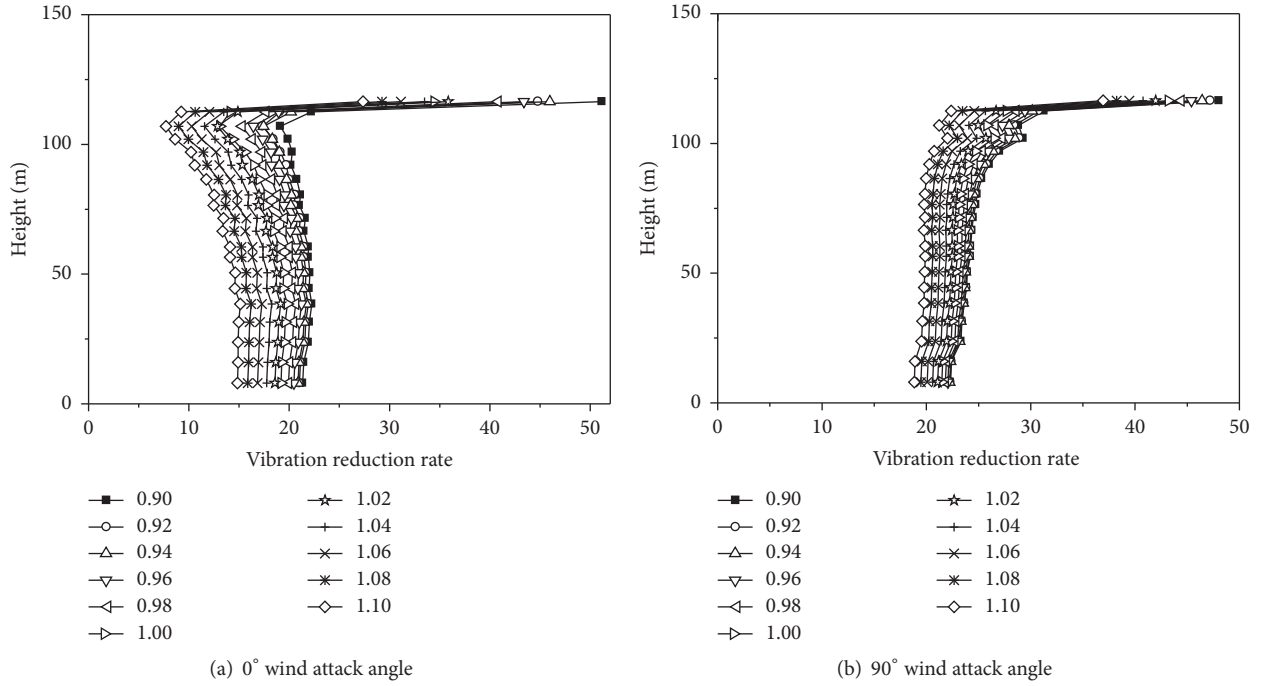 150
100
50
0
Height (m)
0 10 20 30 40 50
Vibration reduction rate
0.90 1.02
0.92 1.04
0.94 1.06
0.96 1.08
0.98 1.10
1.00
(a) 0° wind attack angle
150
100
50
0
Height (m)
0 10 20 30 40 50
Vibration reduction rate
0.90 1.02
0.92 1.04
0.94 1.06
0.96 1.08
0.98 1.10
1.00
(b) 90° wind attack angle